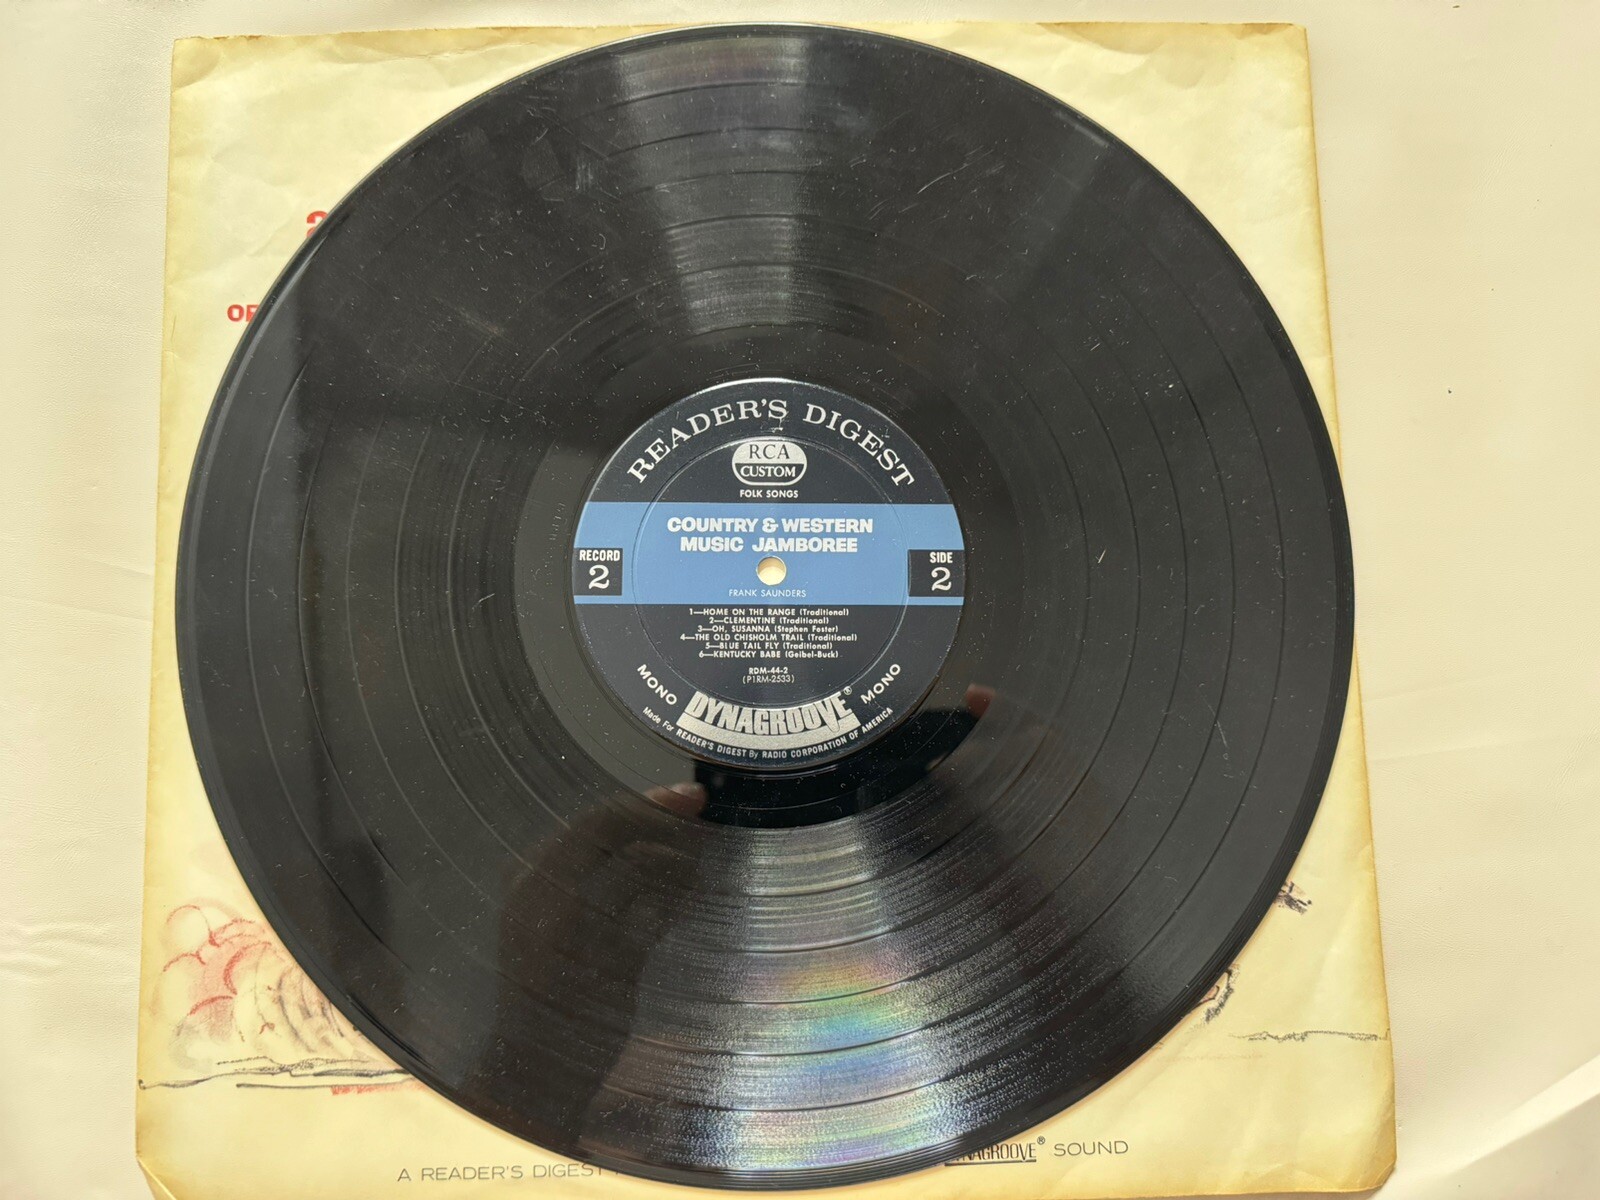 READER'S DIGEST
RCA
CUSTOM
FOLK SONGS
COUNTRY & WESTERN
MUSIC JAMBOREE
RECORD
2
SIDE
2
FRANK SAUNDERS
1—HOME ON THE RANGE (Traditional)
2—CLEMENTINE (Traditional)
3—OH, SUSANNA (Stephen Foster)
4—THE OLD CHISHOLM TRAIL (Traditional)
5—BLUE TAIL FLY (Traditional)
6—KENTUCKY BABE (Geibel-Buck)
RDM-44-2
(P1RM-2533)
MONO
MONO
DYNAGROOVE®
Made For READER'S DIGEST By RADIO CORPORATION OF AMERICA
A READER'S DIGEST
DYNAGROOVE® SOUND